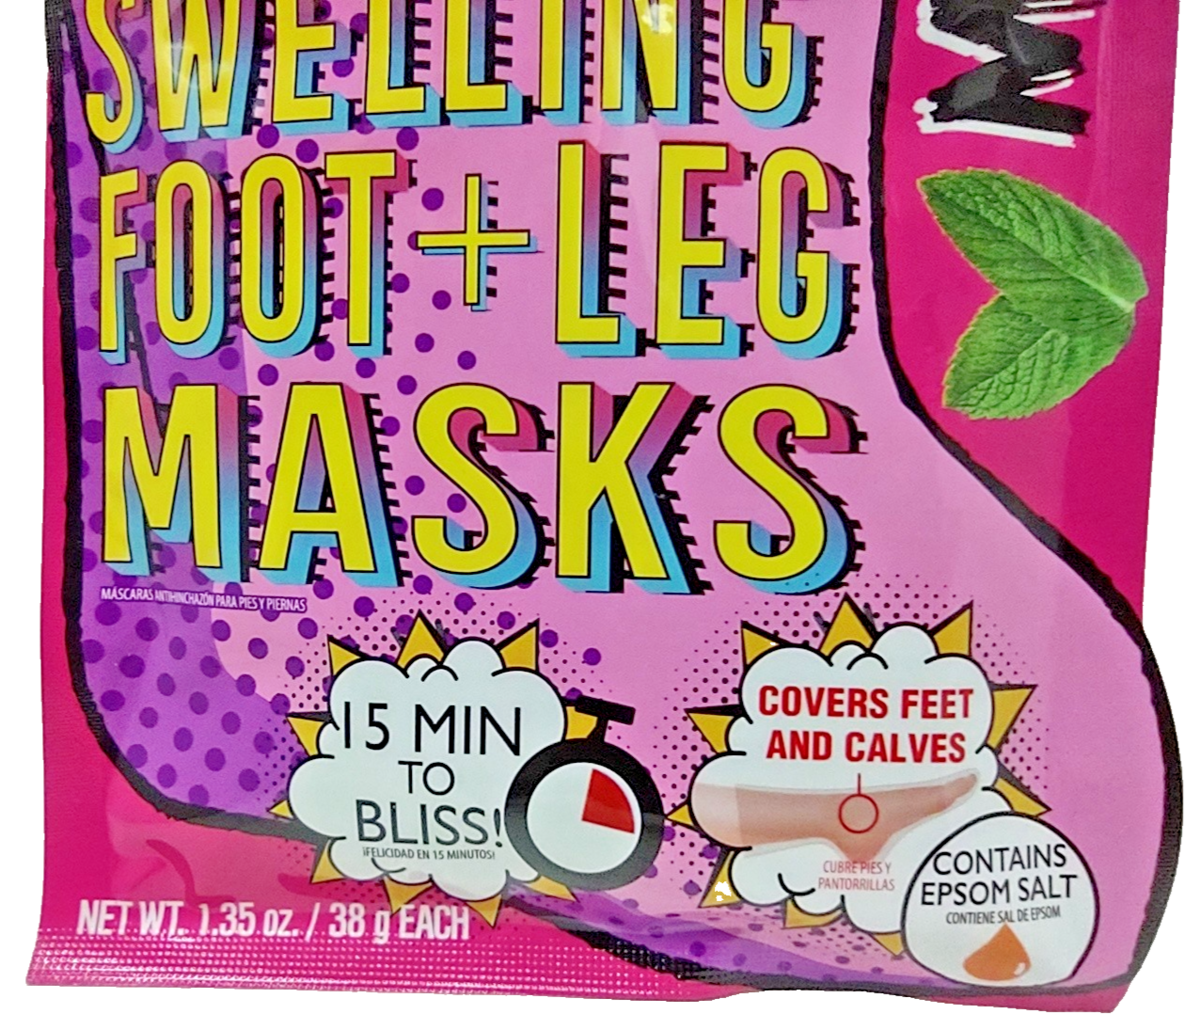 SWELLING
FOOT + LEG
MASKS
MÁSCARAS ANTIHINCHAZÓN PARA PIES Y PIERNAS
15 MIN
TO
BLISS!
¡FELICIDAD EN 15 MINUTOS!
COVERS FEET
AND CALVES
CUBRE PIES Y
PANTORRILLAS
CONTAINS
EPSOM SALT
CONTIENE SAL DE EPSOM
NET WT. 1.35 oz. / 38 g EACH